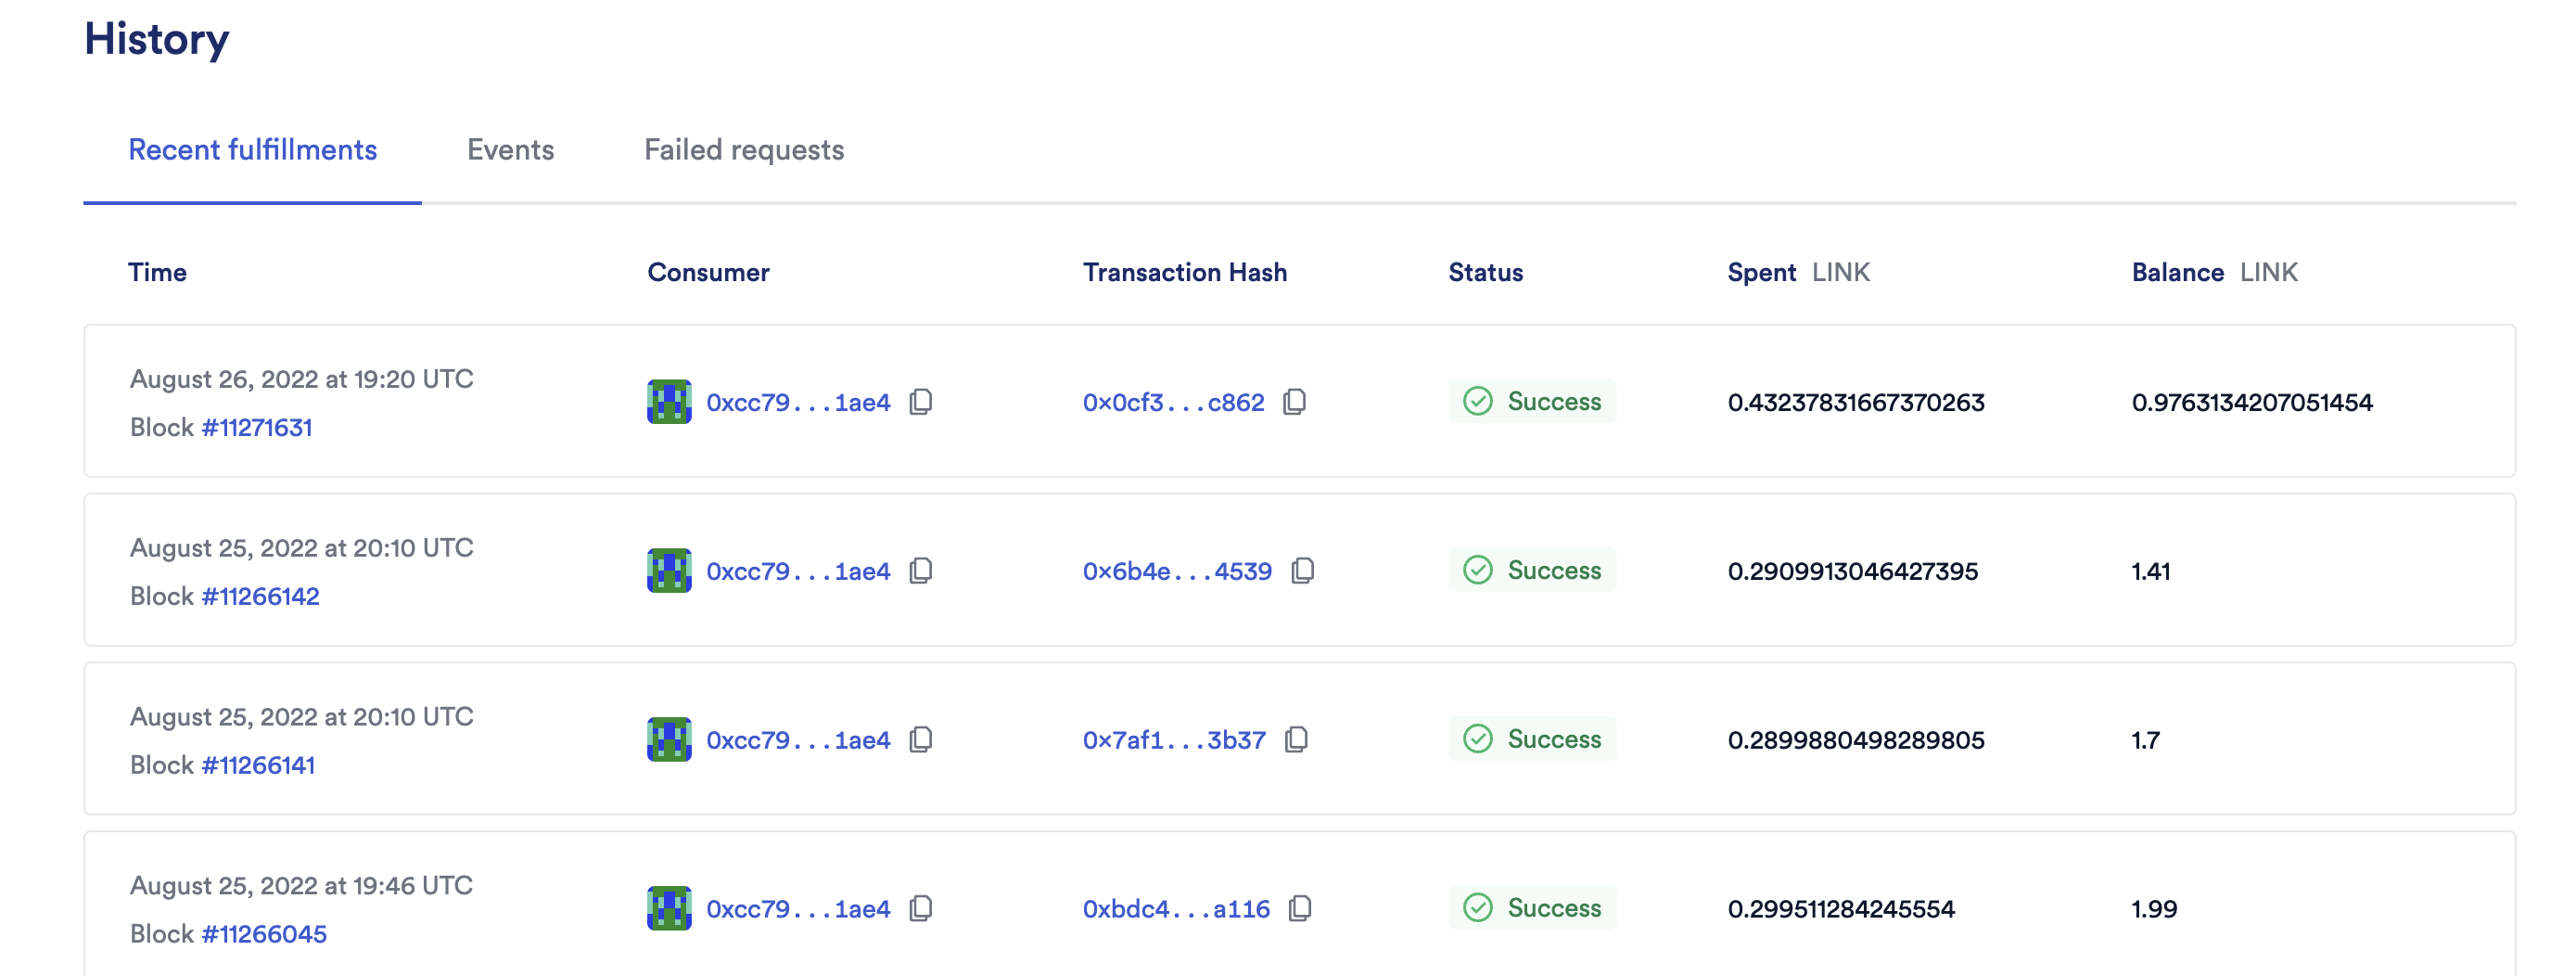 History
Recent fulfillments Events Failed requests
Time Consumer Transaction Hash Status Spent LINK Balance LINK
August 26, 2022 at 19:20 UTC
Block #11271631
0xcc79...1ae4 0x0cf3...c862 Success 0.43237831667370263 0.9763134207051454
August 25, 2022 at 20:10 UTC
Block #11266142
0xcc79...1ae4 0x6b4e...4539 Success 0.2909913046427395 1.41
August 25, 2022 at 20:10 UTC
Block #11266141
0xcc79...1ae4 0x7af1...3b37 Success 0.2899880498289805 1.7
August 25, 2022 at 19:46 UTC
Block #11266045
0xcc79...1ae4 0xbdc4...a116 Success 0.299511284245554 1.99